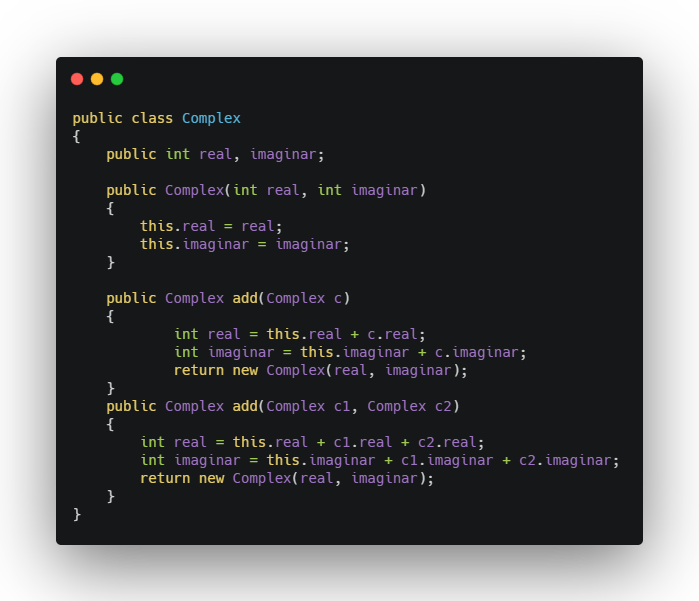 public class Complex
{
    public int real, imaginar;

    public Complex(int real, int imaginar)
    {
        this.real = real;
        this.imaginar = imaginar;
    }

    public Complex add(Complex c)
    {
            int real = this.real + c.real;
            int imaginar = this.imaginar + c.imaginar;
            return new Complex(real, imaginar);
    }
    public Complex add(Complex c1, Complex c2)
    {
        int real = this.real + c1.real + c2.real;
        int imaginar = this.imaginar + c1.imaginar + c2.imaginar;
        return new Complex(real, imaginar);
    }
}